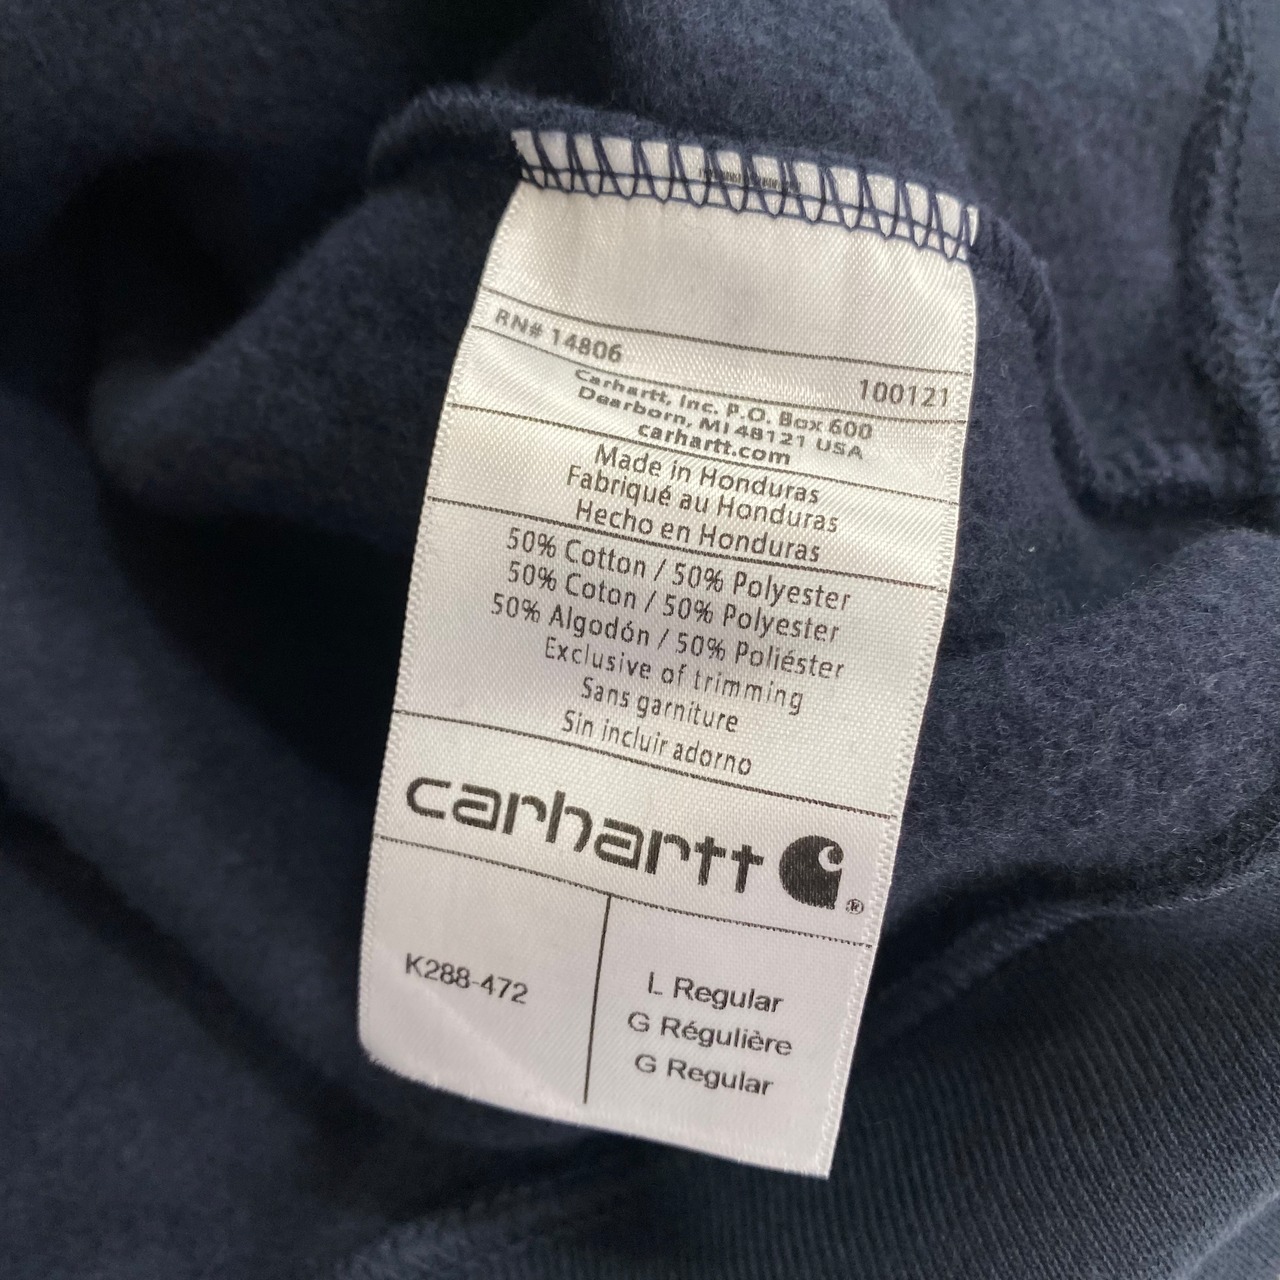 RN# 14806
100121
Carhartt, Inc. P.O. Box 600
Dearborn, MI 48121 USA
carhartt.com
Made in Honduras
Fabriqué au Honduras
Hecho en Honduras
50% Cotton / 50% Polyester
50% Coton / 50% Polyester
50% Algodón / 50% Poliéster
Exclusive of trimming
Sans garniture
Sin incluir adorno
carhartt ®
K288-472
L Regular
G Régulière
G Regular